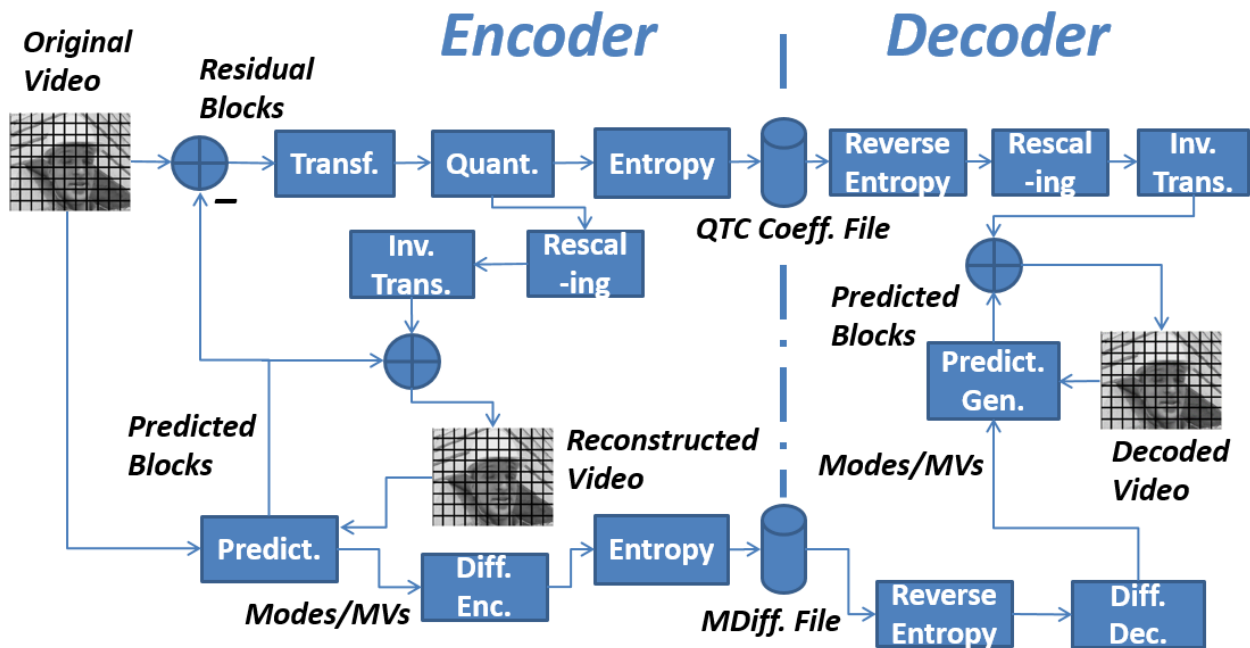 Encoder
Decoder
Original
Video
Residual
Blocks
Transf.
Quant.
Entropy
Reverse
Entropy
Rescal
-ing
Inv.
Trans.
–
QTC Coeff. File
Inv.
Trans.
Rescal
-ing
Predicted
Blocks
Predict.
Gen.
Predicted
Blocks
Reconstructed
Video
Modes/MVs
Decoded
Video
Predict.
Diff.
Enc.
Entropy
Modes/MVs
MDiff. File
Reverse
Entropy
Diff.
Dec.